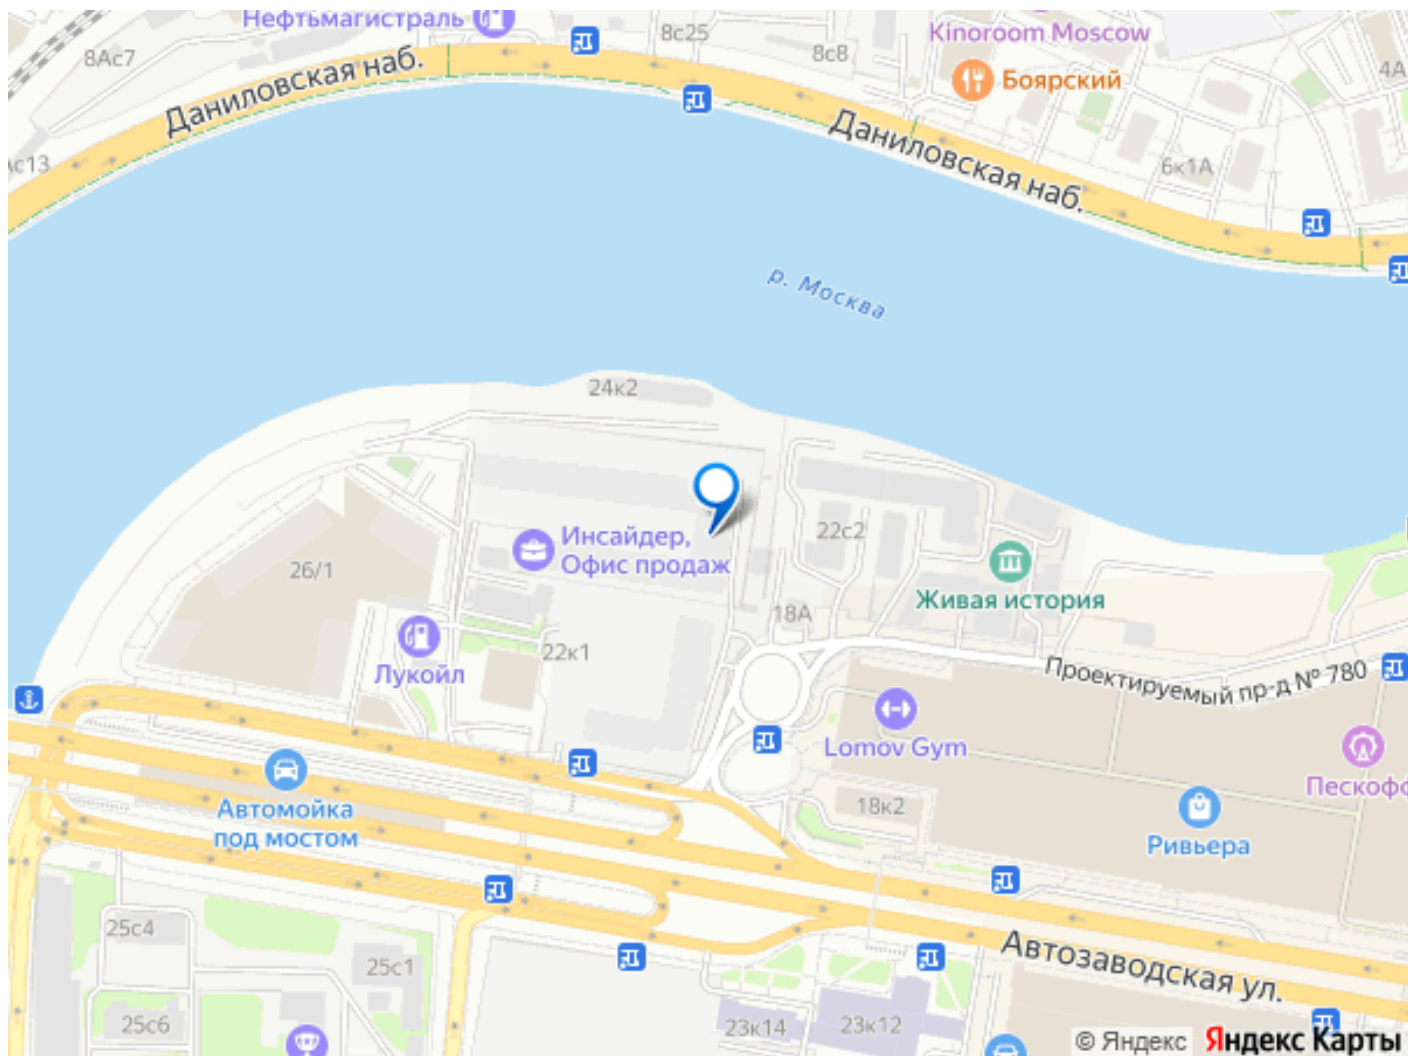 Нефтьмагистраль
8с25
Kinoroom Moscow
8Ас7
8с8
4А
Боярский
Даниловская наб.
Даниловская наб.
с13
6к1А
р. Москва
24к2
Инсайдер,
Офис продаж
22с2
26/1
Живая история
18А
Лукойл
22к1
Проектируемый пр-д № 780
Lomov Gym
Пескофф
Автомойка
под мостом
18к2
Ривьера
25с4
Автозаводская ул.
25с1
25с6
23к14
23к12
© Яндекс
Яндекс Карты